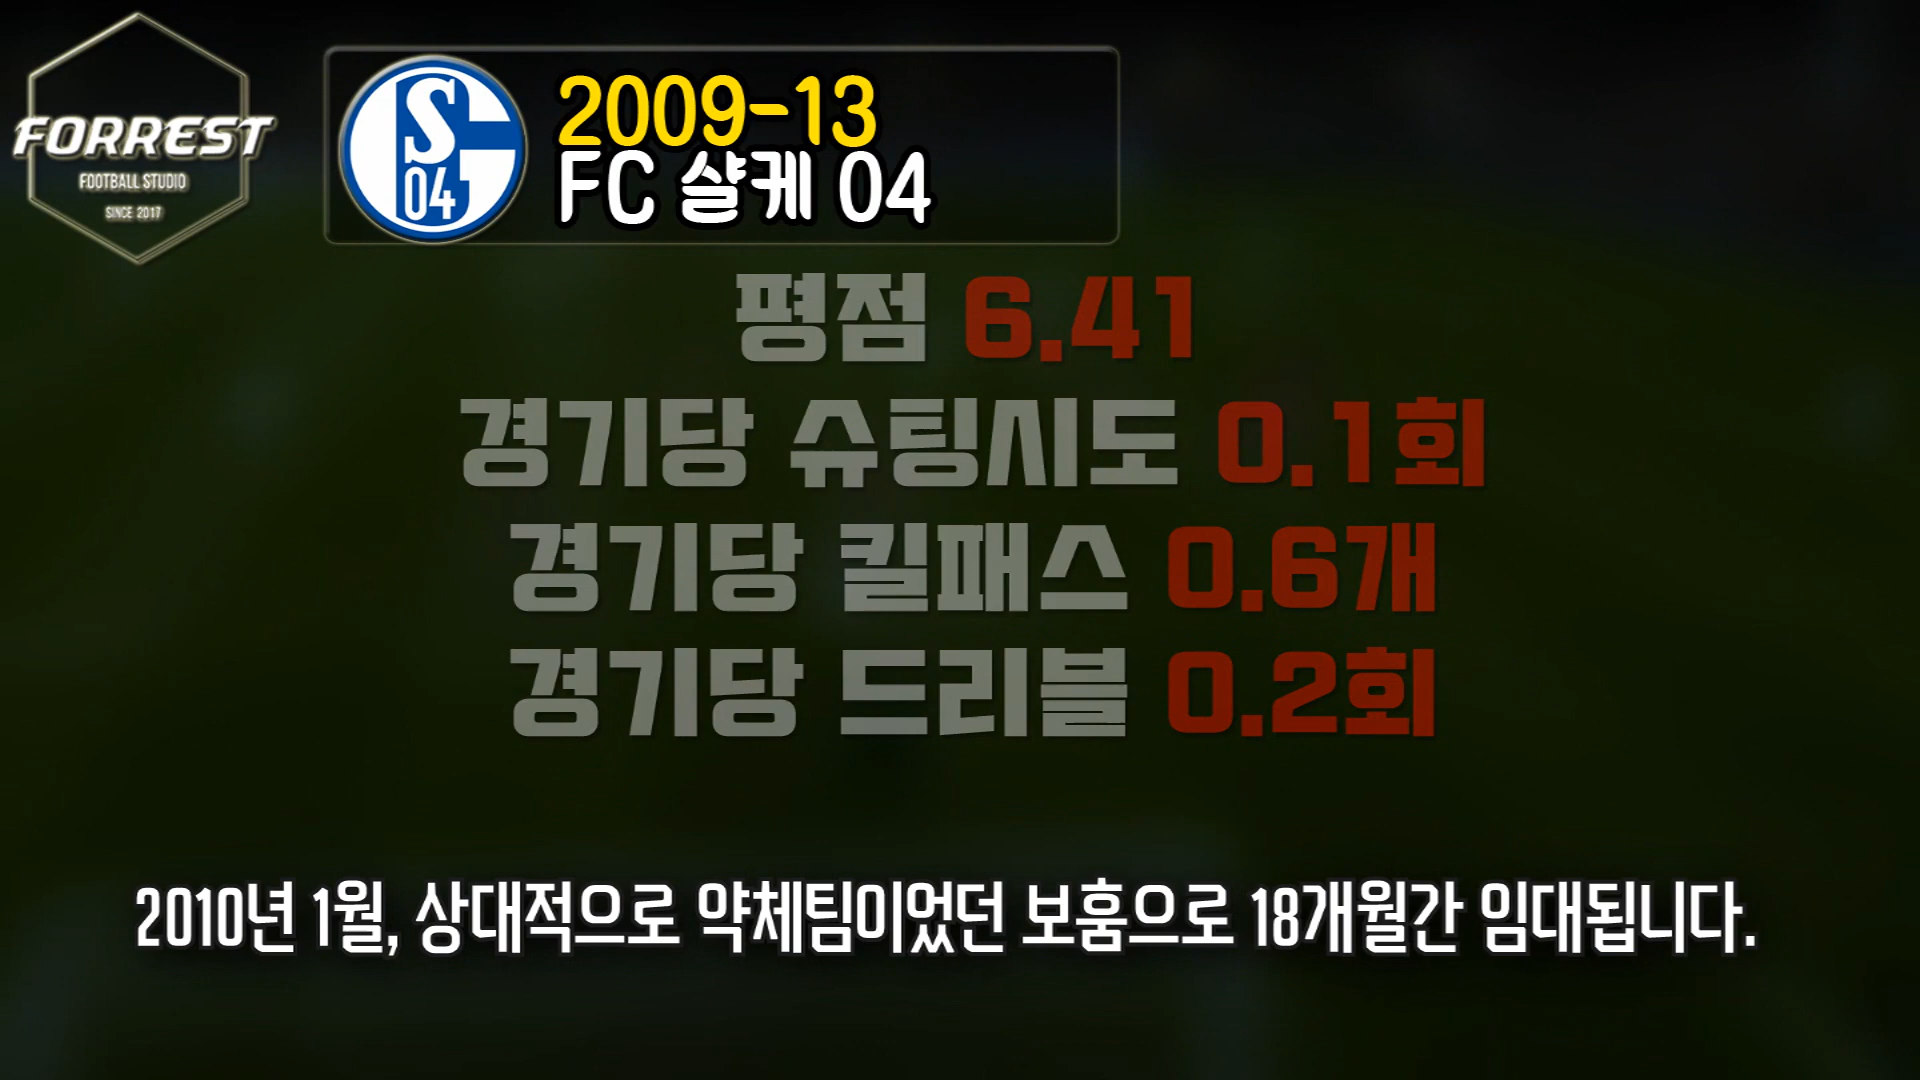 FORREST
FOOTBALL STUDIO
SINCE 2017
S
04
2009-13
FC 샬케 04
평점 6.41
경기당 슈팅시도 0.1회
경기당 킬패스 0.6개
경기당 드리블 0.2회
2010년 1월, 상대적으로 약체팀이었던 보훔으로 18개월간 임대됩니다.